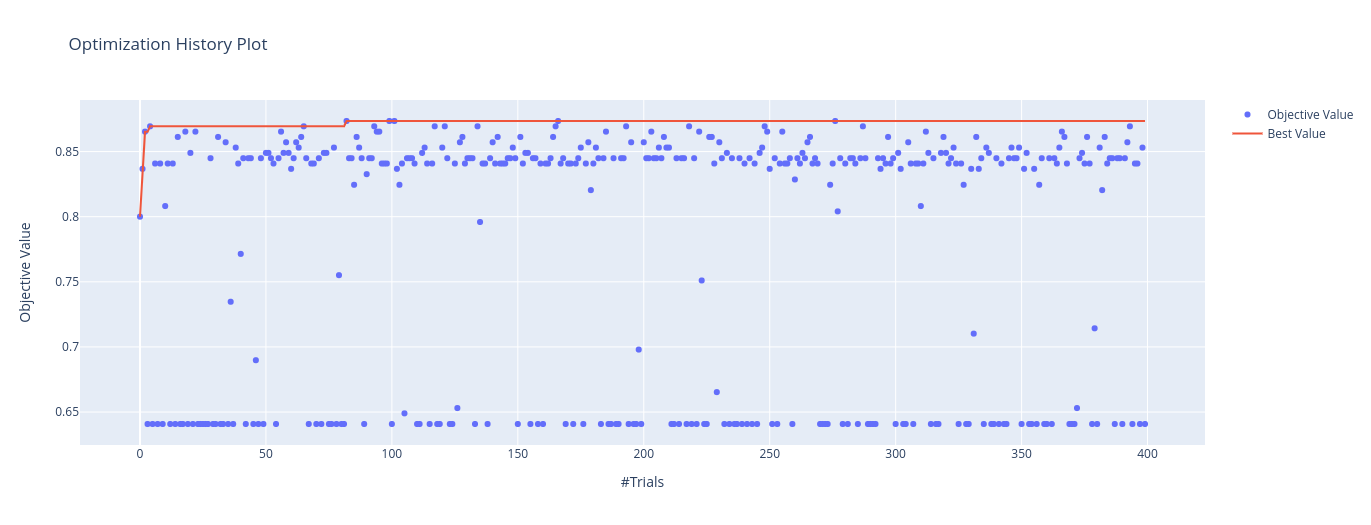 Optimization History Plot
Objective Value
Best Value
0.85
0.8
0.75
0.7
0.65
Objective Value
0 50 100 150 200 250 300 350 400
#Trials